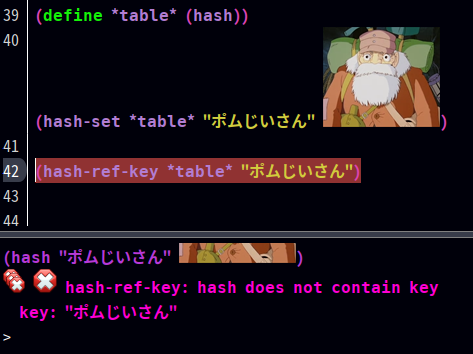 39 (define *table* (hash))
40
(hash-set *table* "ポムじいさん" )
41
42 (hash-ref-key *table* "ポムじいさん")
43
44
(hash "ポムじいさん" )
hash-ref-key: hash does not contain key
key: "ポムじいさん"
>